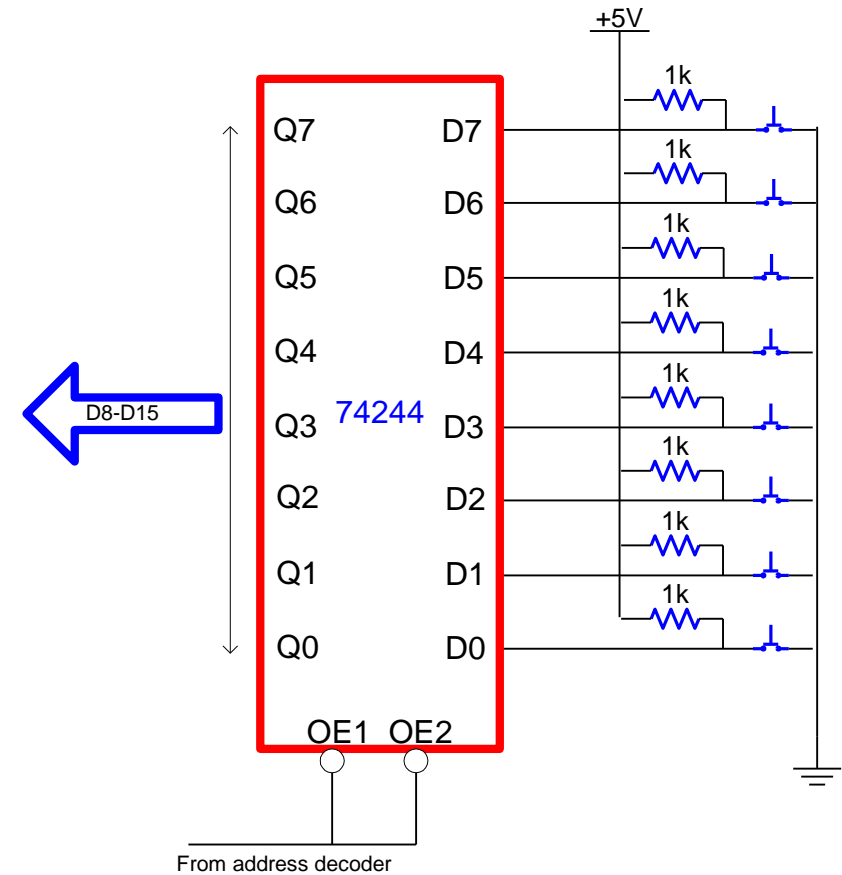 +5V
1k
Q7 D7
1k
Q6 D6
1k
Q5 D5
1k
Q4 D4
1k
D8-D15
Q3 74244 D3
1k
Q2 D2
1k
Q1 D1
1k
Q0 D0
OE1 OE2
From address decoder